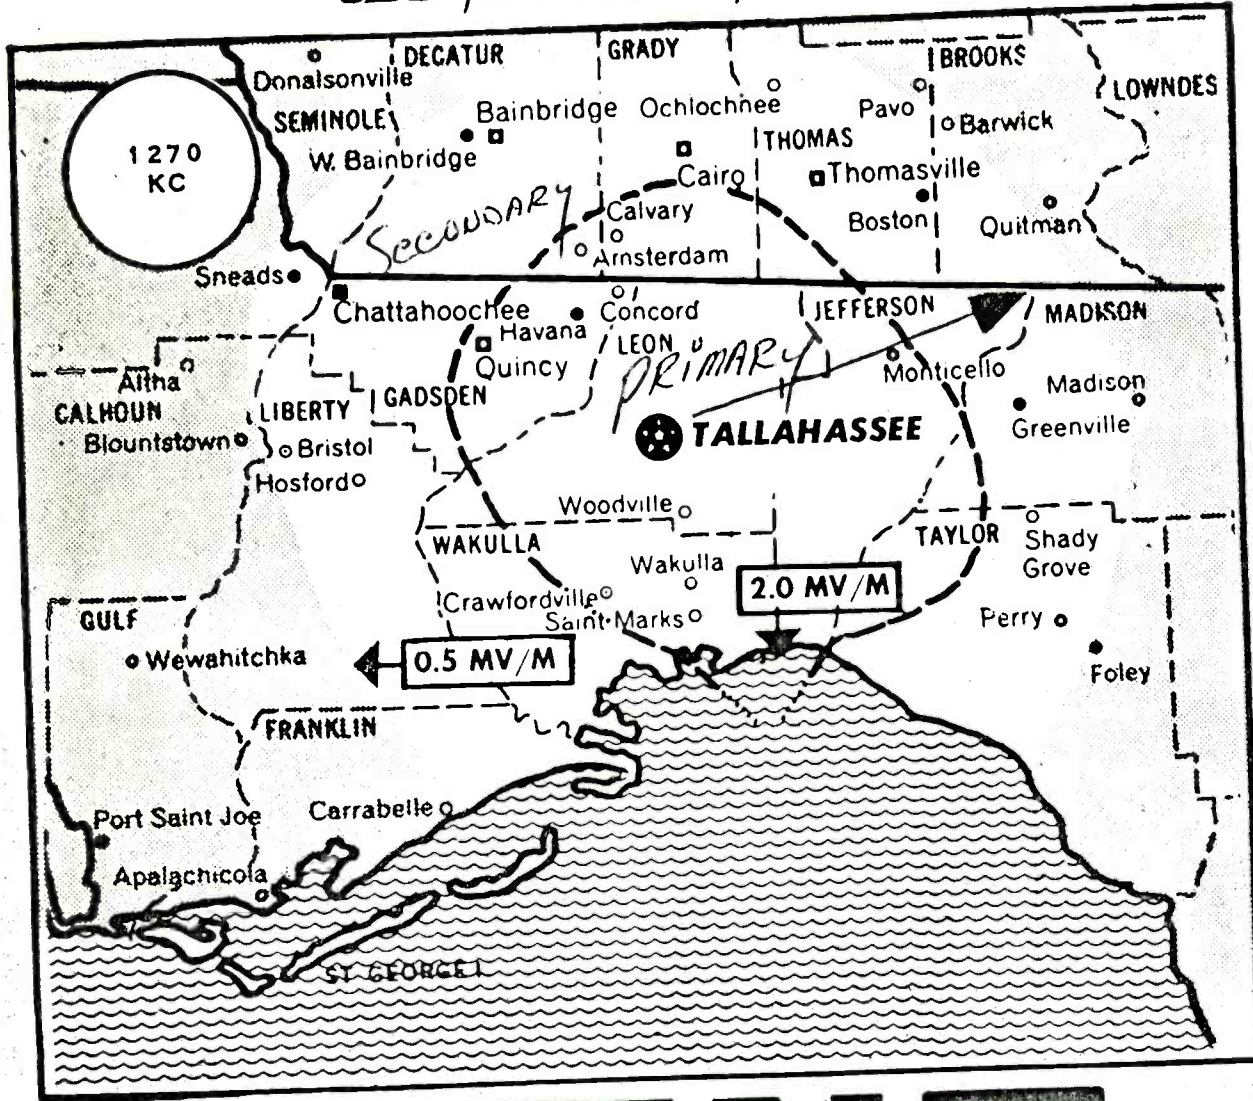 DECATUR
GRADY
BROOKS
Donalsonville
LOWNDES
SEMINOLE
Bainbridge
Ochlochnee
Pavo
Barwick
1270
KC
W. Bainbridge
THOMAS
Cairo
Thomasville
SECONDARY
Calvary
Boston
Quitman
Amsterdam
Sneads
Chattahoochee
Concord
JEFFERSON
MADISON
Havana
LEON
Quincy
PRIMARY
Monticello
Altha
Madison
CALHOUN
LIBERTY
GADSDEN
Greenville
Blountstown
Bristol
TALLAHASSEE
Hosford
Woodville
WAKULLA
TAYLOR
Shady
Grove
Wakulla
2.0 MV/M
Crawfordville
Saint Marks
GULF
Perry
Wewahitchka
0.5 MV/M
Foley
FRANKLIN
Port Saint Joe
Carrabelle
Apalachicola
ST GEORGE I